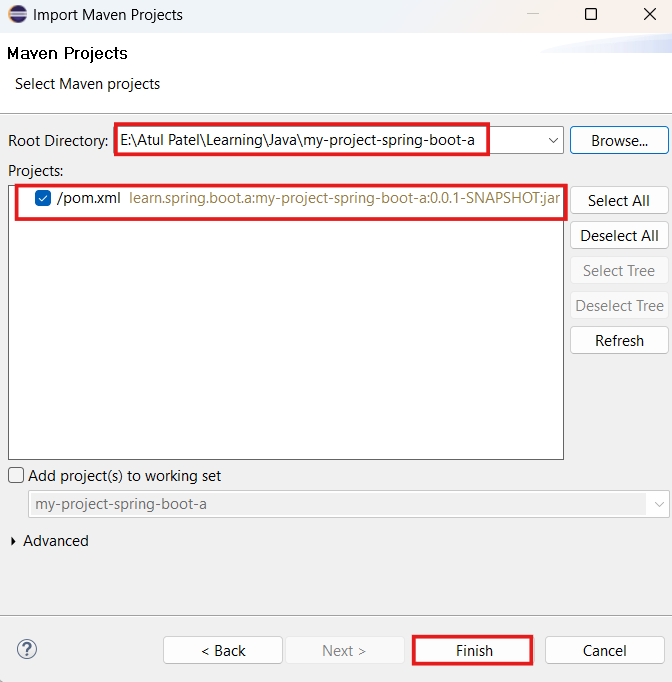 Import Maven Projects
Maven Projects
Select Maven projects
Root Directory: E:\Atul Patel\Learning\Java\my-project-spring-boot-a Browse...
Projects:
/pom.xml learn.spring.boot.a:my-project-spring-boot-a:0.0.1-SNAPSHOT:jar
Select All
Deselect All
Select Tree
Deselect Tree
Refresh
Add project(s) to working set
my-project-spring-boot-a
Advanced
? < Back Next > Finish Cancel